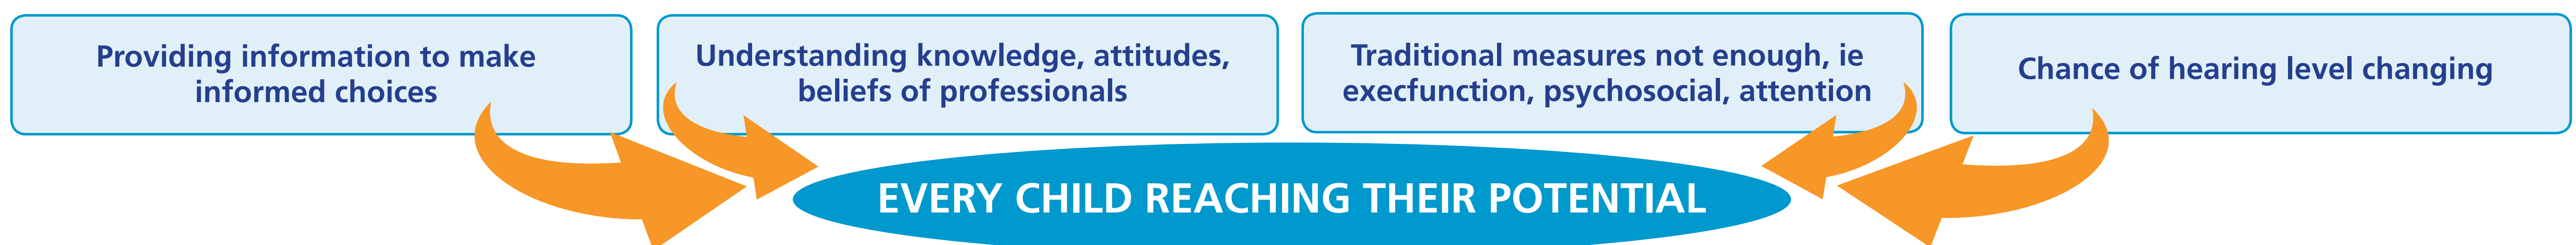 Providing information to make
informed choices
Understanding knowledge, attitudes,
beliefs of professionals
Traditional measures not enough, ie
execfunction, psychosocial, attention
Chance of hearing level changing
EVERY CHILD REACHING THEIR POTENTIAL